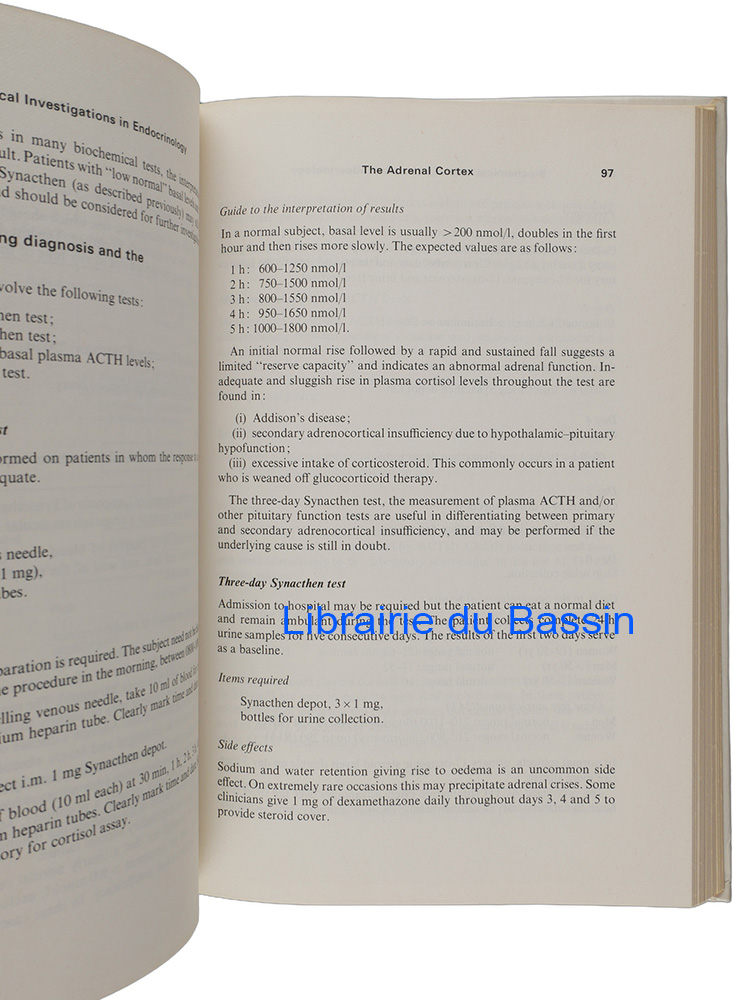 cal Investigations in Endocrinology
s in many biochemical tests, the
ult. Patients with "low normal" basal levels
Synacthen (as described previously) may
d should be considered for further
ng diagnosis and the
volve the following tests:
hen test;
hen test;
basal plasma ACTH levels;
test.
st
ormed on patients in whom the response
quate.
s needle,
1 mg),
bes.
paration is required. The subject need not
e procedure in the morning, between
lling venous needle, take 10 ml of blood
ium heparin tube. Clearly mark time and
ect i.m. 1 mg Synacthen depot.
f blood (10 ml each) at 30 min, 1 h, 2 h,
m heparin tubes. Clearly mark time and
ory for cortisol assay.
The Adrenal Cortex 97
Guide to the interpretation of results
In a normal subject, basal level is usually >200 nmol/l, doubles in the first
hour and then rises more slowly. The expected values are as follows:
1 h: 600–1250 nmol/l
2 h: 750–1500 nmol/l
3 h: 800–1550 nmol/l
4 h: 950–1650 nmol/l
5 h: 1000–1800 nmol/l.
An initial normal rise followed by a rapid and sustained fall suggests a
limited "reserve capacity" and indicates an abnormal adrenal function. In-
adequate and sluggish rise in plasma cortisol levels throughout the test are
found in:
(i) Addison's disease;
(ii) secondary adrenocortical insufficiency due to hypothalamic–pituitary
hypofunction;
(iii) excessive intake of corticosteroid. This commonly occurs in a patient
who is weaned off glucocorticoid therapy.
The three-day Synacthen test, the measurement of plasma ACTH and/or
other pituitary function tests are useful in differentiating between primary
and secondary adrenocortical insufficiency, and may be performed if the
underlying cause is still in doubt.
Three-day Synacthen test
Admission to hospital may be required but the patient can eat a normal diet
and remain ambulant during the test. The patient collects complete 24-h
urine samples for five consecutive days. The results of the first two days serve
as a baseline.
Librairie du Bassin
Items required
Synacthen depot, 3 × 1 mg,
bottles for urine collection.
Side effects
Sodium and water retention giving rise to oedema is an uncommon side
effect. On extremely rare occasions this may precipitate adrenal crises. Some
clinicians give 1 mg of dexamethazone daily throughout days 3, 4 and 5 to
provide steroid cover.